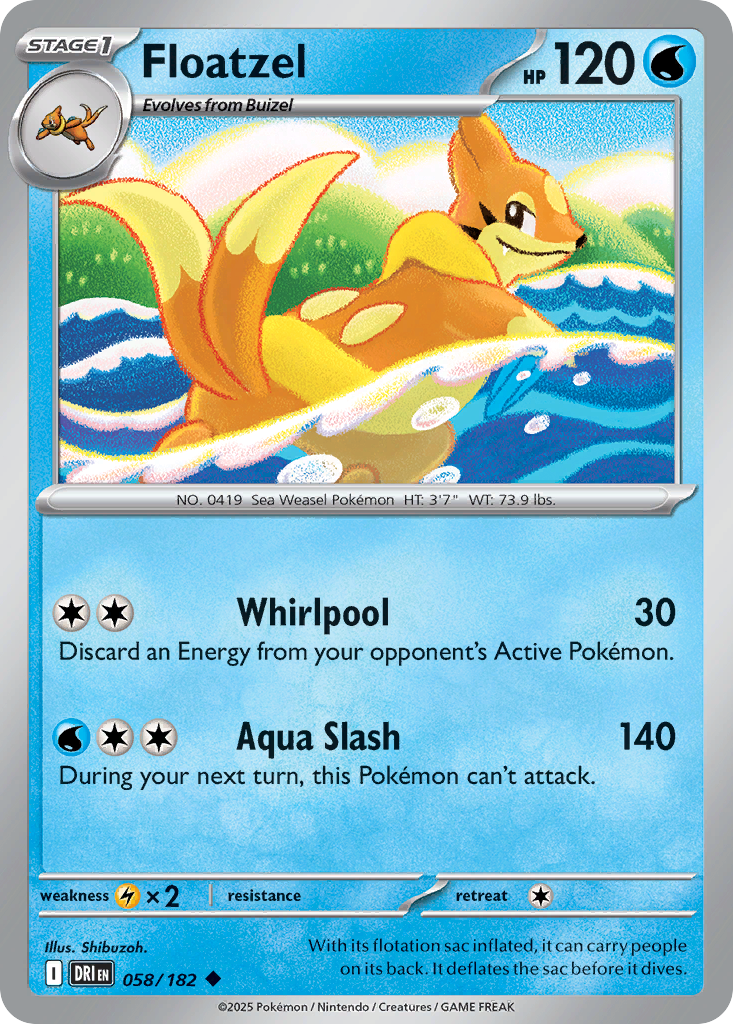 STAGE1
Floatzel
HP 120
Evolves from Buizel
NO. 0419 Sea Weasel Pokémon HT: 3'7" WT: 73.9 lbs.
Whirlpool 30
Discard an Energy from your opponent's Active Pokémon.
Aqua Slash 140
During your next turn, this Pokémon can't attack.
weakness ×2 resistance retreat
Illus. Shibuzoh.
With its flotation sac inflated, it can carry people
on its back. It deflates the sac before it dives.
I DRI EN 058/182
©2025 Pokémon / Nintendo / Creatures / GAME FREAK